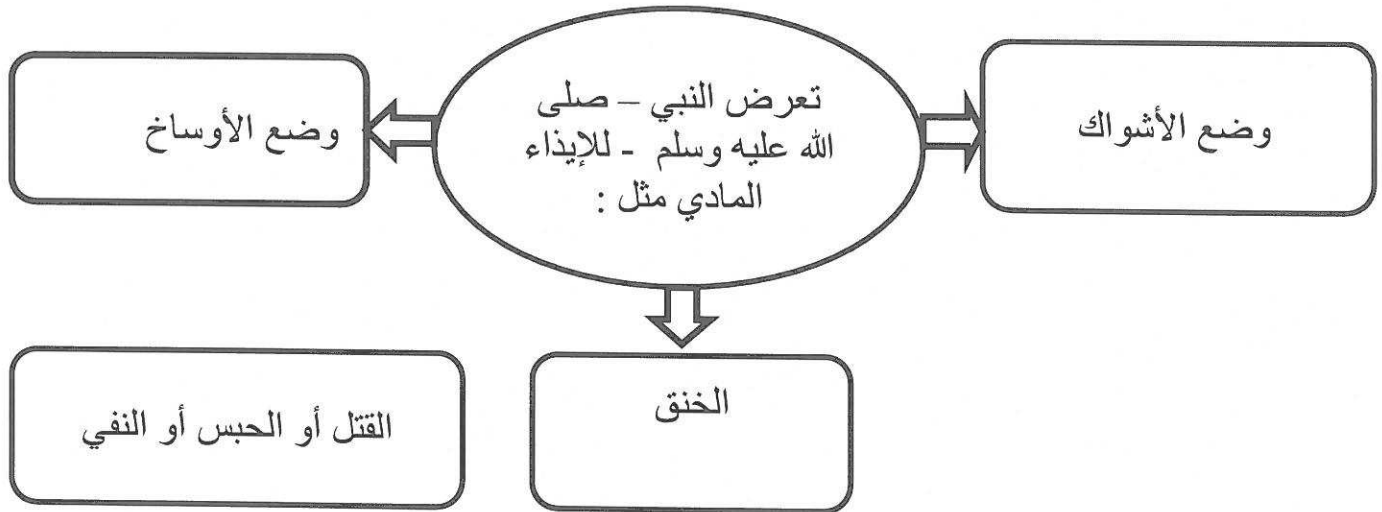 تعرض النبي – صلى
الله عليه وسلم - للإيذاء
المادي مثل :
وضع الأشواك
وضع الأوساخ
الخنق
القتل أو الحبس أو النفي